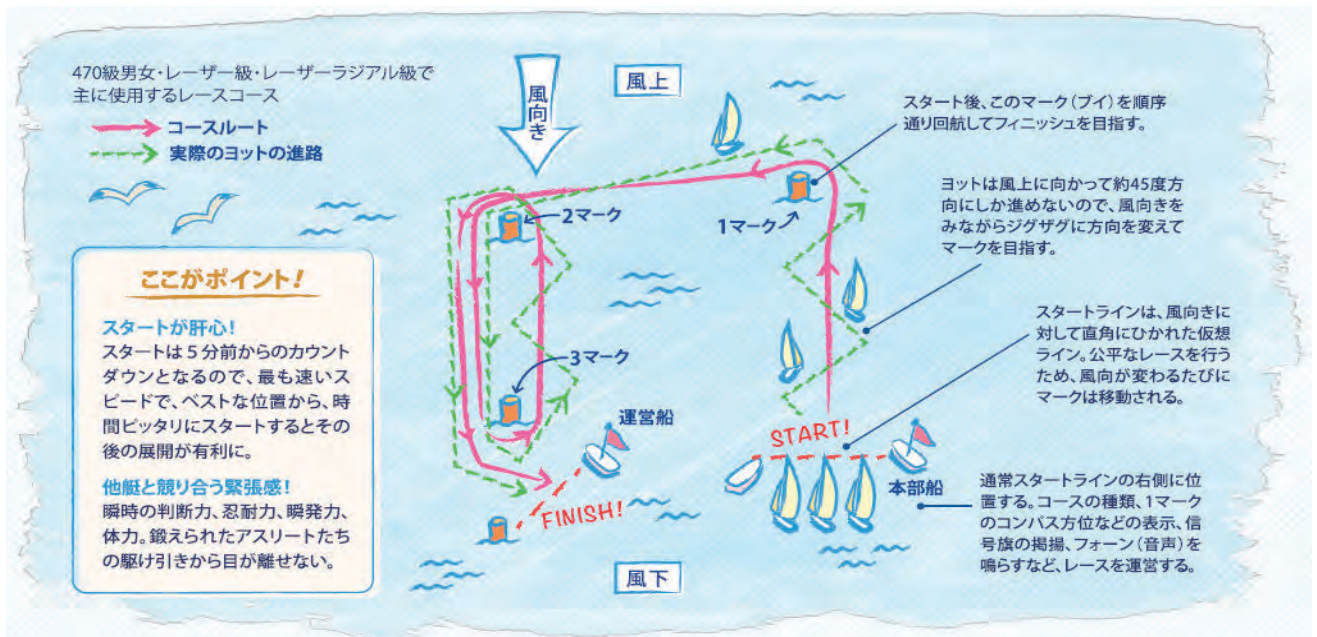 470級男女・レーザー級・レーザーラジアル級で
主に使用するレースコース
コースルート
実際のヨットの進路
風向き
風上
スタート後、このマーク(ブイ)を順序
通り回航してフィニッシュを目指す。
1マーク
2マーク
3マーク
ヨットは風上に向かって約45度方
向にしか進めないので、風向きを
みながらジグザグに方向を変えて
マークを目指す。
スタートラインは、風向きに
対して直角にひかれた仮想
ライン。公平なレースを行う
ため、風向が変わるたびに
マークは移動される。
ここがポイント!
スタートが肝心!
スタートは5分前からのカウント
ダウンとなるので、最も速いス
ピードで、ベストな位置から、時
間ピッタリにスタートするとその
後の展開が有利に。
他艇と競り合う緊張感!
瞬時の判断力、忍耐力、瞬発力、
体力。鍛えられたアスリートたち
の駆け引きから目が離せない。
運営船
FINISH!
START!
本部船
通常スタートラインの右側に位
置する。コースの種類、1マーク
のコンパス方位などの表示、信
号旗の掲揚、フォーン(音声)を
鳴らすなど、レースを運営する。
風下